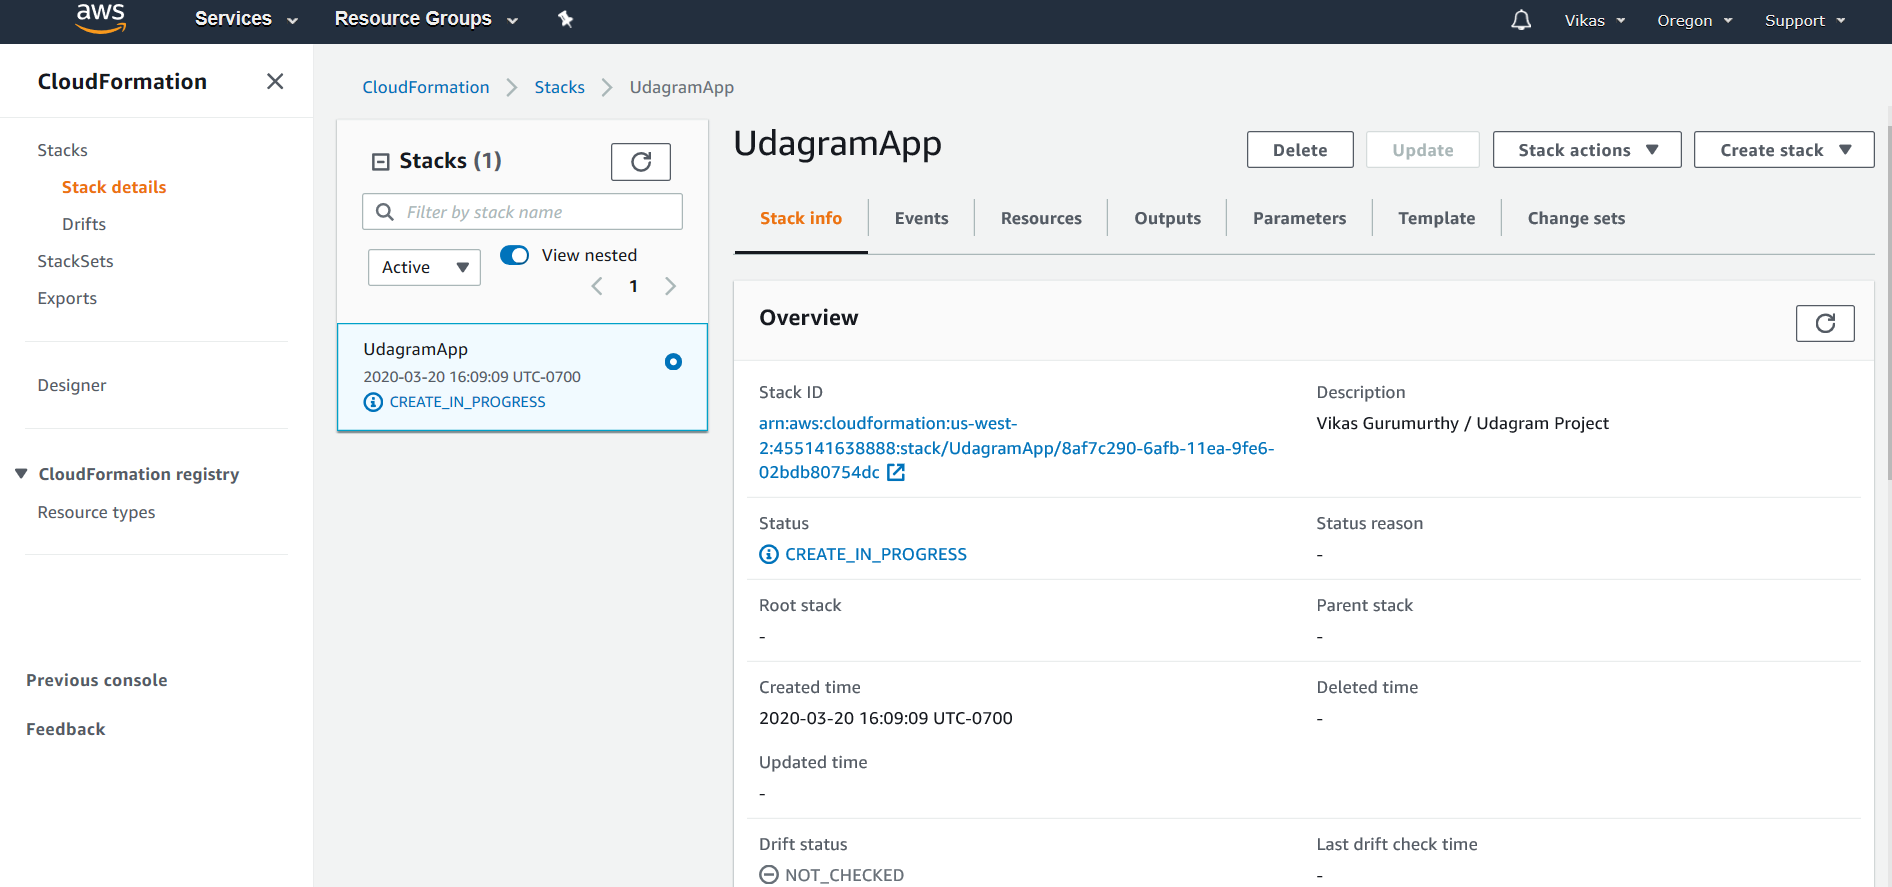 aws
Services
Resource Groups
Vikas
Oregon
Support
CloudFormation
Stacks
Stack details
Drifts
StackSets
Exports
Designer
CloudFormation registry
Resource types
Previous console
Feedback
CloudFormation
Stacks
UdagramApp
Stacks (1)
Filter by stack name
Active
View nested
1
UdagramApp
2020-03-20 16:09:09 UTC-0700
CREATE_IN_PROGRESS
UdagramApp
Delete
Update
Stack actions
Create stack
Stack info
Events
Resources
Outputs
Parameters
Template
Change sets
Overview
Stack ID
arn:aws:cloudformation:us-west-
2:455141638888:stack/UdagramApp/8af7c290-6afb-11ea-9fe6-
02bdb80754dc
Description
Vikas Gurumurthy / Udagram Project
Status
CREATE_IN_PROGRESS
Status reason
-
Root stack
-
Parent stack
-
Created time
2020-03-20 16:09:09 UTC-0700
Deleted time
-
Updated time
-
Drift status
NOT_CHECKED
Last drift check time
-